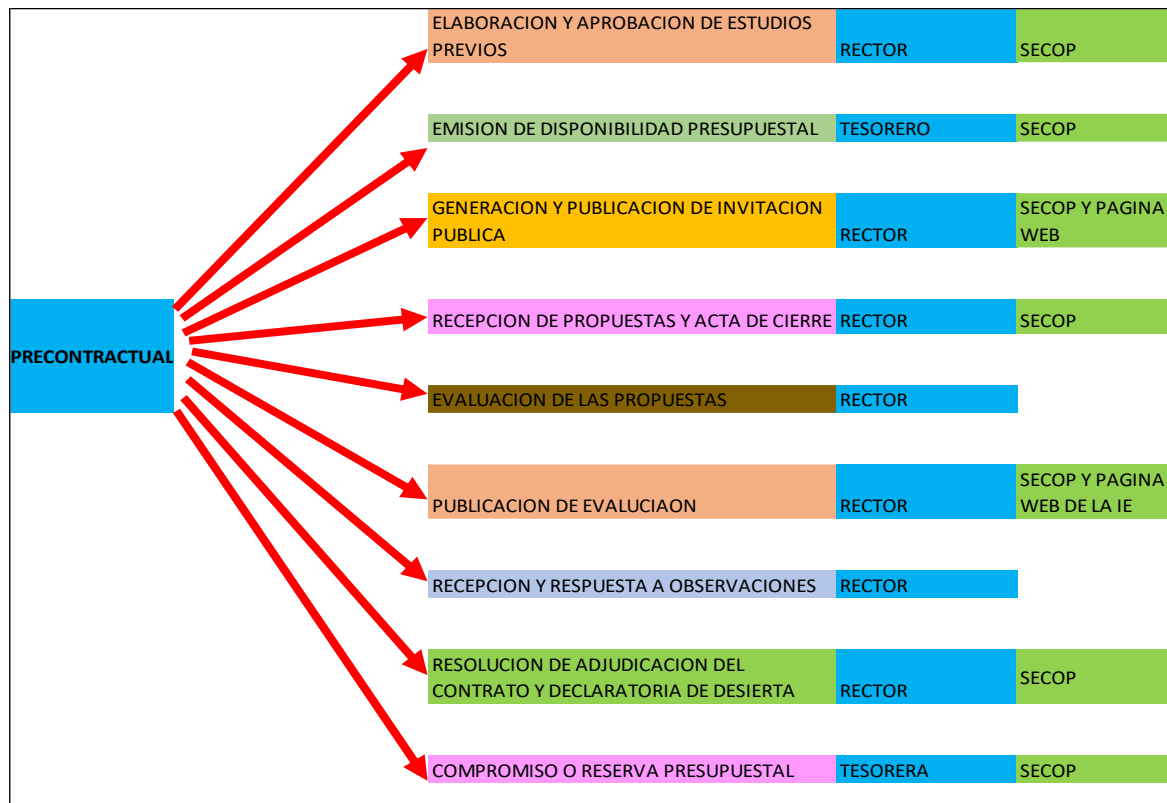 ELABORACION Y APROBACION DE ESTUDIOS
PREVIOS
RECTOR
SECOP
EMISION DE DISPONIBILIDAD PRESUPUESTAL
TESORERO
SECOP
GENERACION Y PUBLICACION DE INVITACION
PUBLICA
RECTOR
SECOP Y PAGINA
WEB
RECEPCION DE PROPUESTAS Y ACTA DE CIERRE
RECTOR
SECOP
PRECONTRACTUAL
EVALUACION DE LAS PROPUESTAS
RECTOR
PUBLICACION DE EVALUCIAON
RECTOR
SECOP Y PAGINA
WEB DE LA IE
RECEPCION Y RESPUESTA A OBSERVACIONES
RECTOR
RESOLUCION DE ADJUDICACION DEL
CONTRATO Y DECLARATORIA DE DESIERTA
RECTOR
SECOP
COMPROMISO O RESERVA PRESUPUESTAL
TESORERA
SECOP